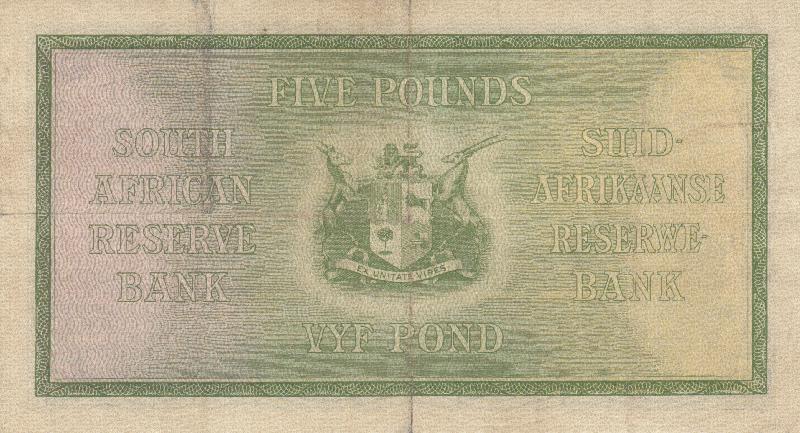 FIVE POUNDS
SOUTH
AFRICAN
RESERVE
BANK
SUID-
AFRIKAANSE
RESERWE-
BANK
EX UNITATE VIRES
VYF POND